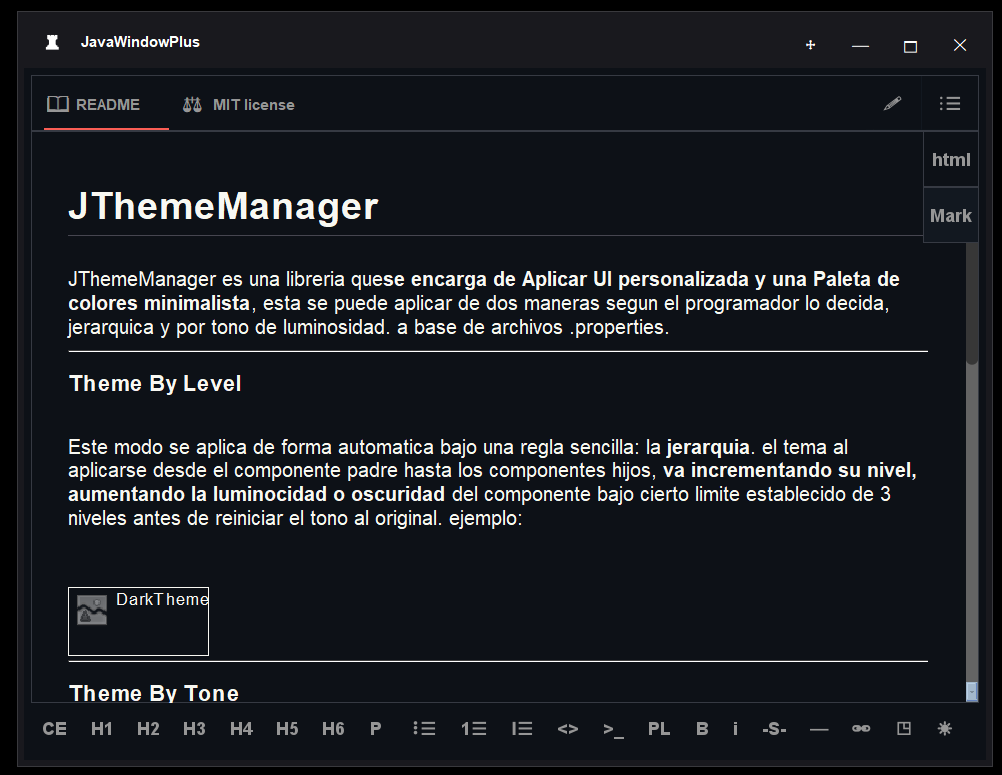 JavaWindowPlus
README
MIT license
html
Mark
JThemeManager
JThemeManager es una libreria quese encarga de Aplicar UI personalizada y una Paleta de
colores minimalista, esta se puede aplicar de dos maneras segun el programador lo decida,
jerarquica y por tono de luminosidad. a base de archivos .properties.
Theme By Level
Este modo se aplica de forma automatica bajo una regla sencilla: la jerarquia. el tema al
aplicarse desde el componente padre hasta los componentes hijos, va incrementando su nivel,
aumentando la luminocidad o oscuridad del componente bajo cierto limite establecido de 3
niveles antes de reiniciar el tono al original. ejemplo:
DarkTheme
Theme By Tone
CE H1 H2 H3 H4 H5 H6 P 1 <> >_ PL B i -S- —